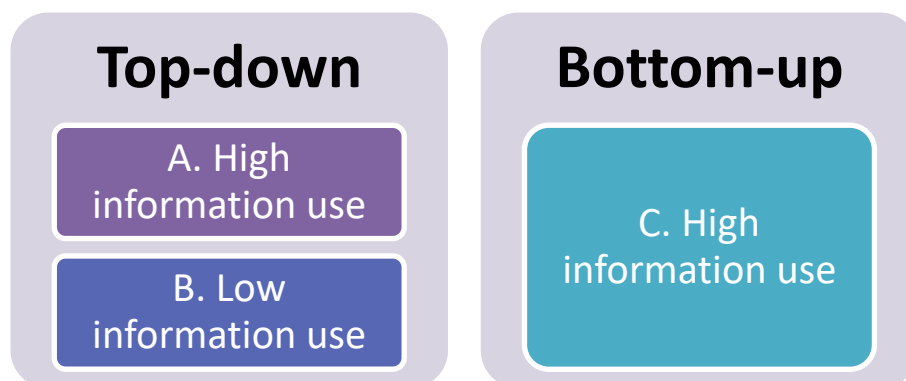 Top-down
A. High
information use
B. Low
information use
Bottom-up
C. High
information use